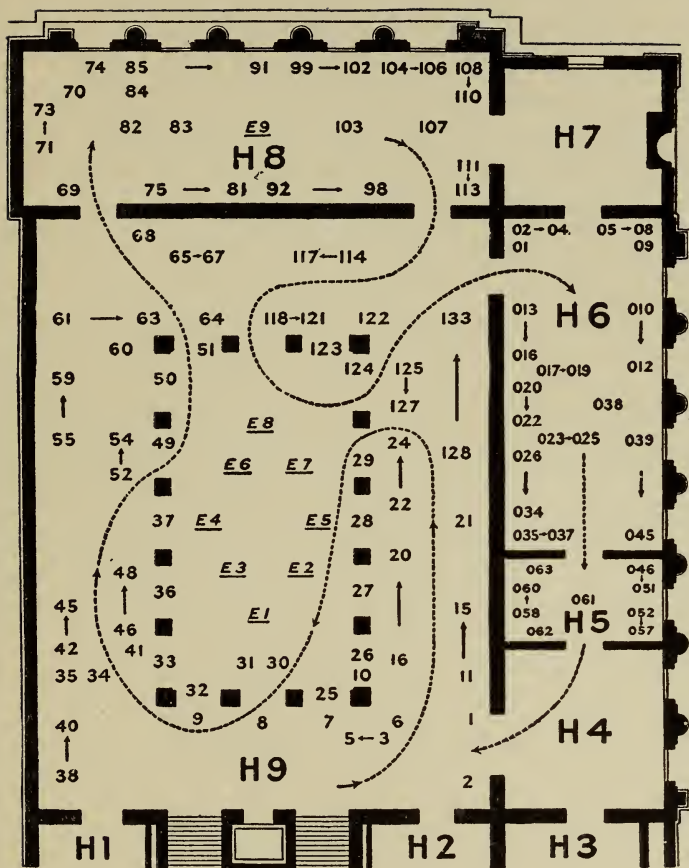 74 85 → 91 99→102 104→106 108
↓
70 84 110
73
↑
71
82 83 E9 103 107
H8 H7
111
↓
69 75 → 81 92 → 98 113
68
02→04. 05→08
01 09
65→67 117←114
61 → 63 64 118→121 122 133
013 H6 010
↓ ↓
60 51 123
016
124
017→019 012
59 50 125
↑ ↓
020
↓
022
127 038
E8
55 54 49 24 023→025 039
↑
52
128
E6 E7 29 026
↓ ↓
22
034
37 E4 E5 28 21
035→037 045
20
48 063 046
↑ ↓
051
36 E3 E2 27 060
↑
058
061
45 15 052
↑ ↓
057
46 E1 062 H5
42 41
33 31 30 26 16
35 34 10 11
32 25
9 8 7 6 1
40 5←3 H4
↑
38 H9 2
H1 H2 H3